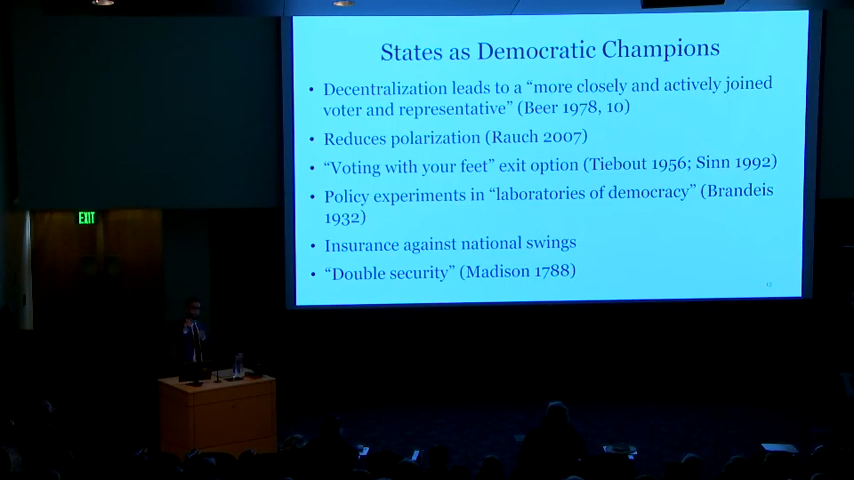 States as Democratic Champions
• Decentralization leads to a “more closely and actively joined
voter and representative” (Beer 1978, 10)
• Reduces polarization (Rauch 2007)
• “Voting with your feet” exit option (Tiebout 1956; Sinn 1992)
• Policy experiments in “laboratories of democracy” (Brandeis
1932)
• Insurance against national swings
• “Double security” (Madison 1788)
EXIT
EXIT